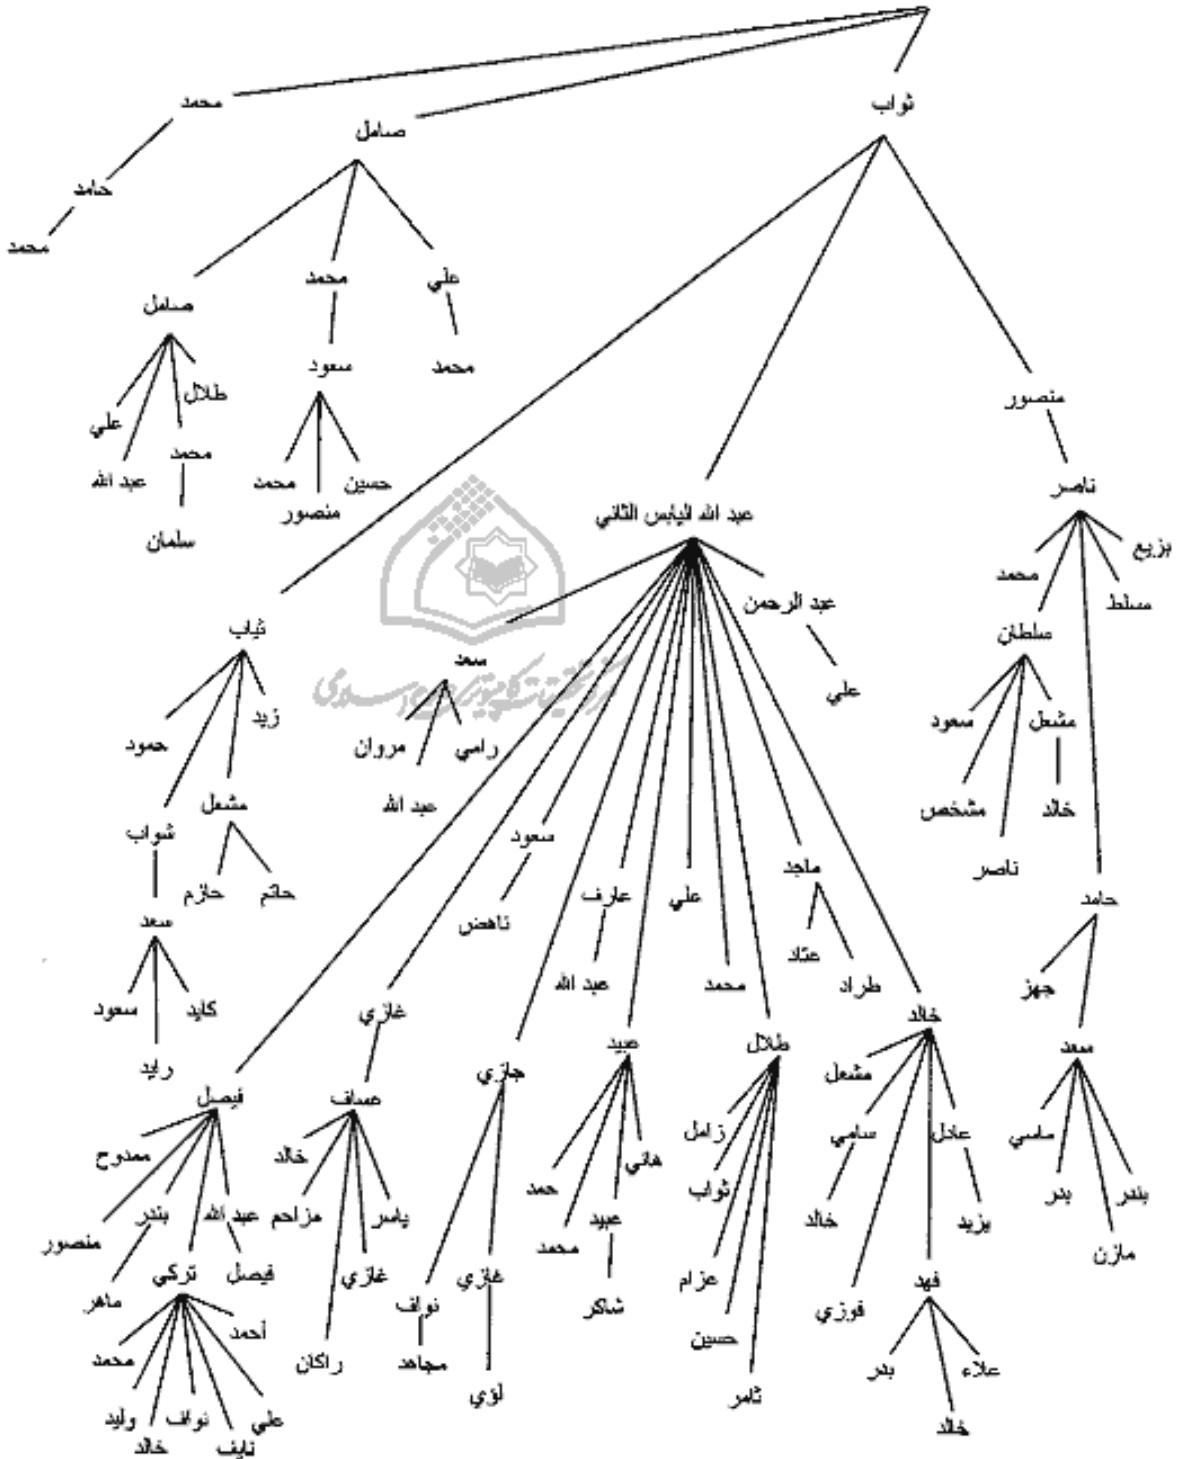 محمد
ثواب
صامل
حامد
محمد
محمد
علي
صامل
سعود
محمد
طلال
منصور
علي
محمد
عبد الله
محمد
حسين
ناصر
منصور
عبد الله اليابس الثاني
سلمان
بزيع
محمد
مسلط
عبد الرحمن
ثياب
سلطان
سعد
علي
زيد
حمود
مروان
رامي
سعود
مشعل
مشعل
عبد الله
مشخص
خالد
شواب
سعود
ماجد
ناصر
حازم
حاتم
عارف
علي
حامد
سعد
ناهض
عتاد
سعود
كايد
عبد الله
محمد
طراد
جهز
غازي
خالد
رايد
عبيد
طلال
سعد
جازي
مشعل
فيصل
عساف
زامل
سامي
عادل
ماسي
ممدوح
خالد
هاني
حمد
ثواب
بدر
بندر
بندر
عبد الله
مزاحم
ياسر
عبيد
خالد
يزيد
منصور
محمد
مازن
تركي
فيصل
غازي
غازي
عزام
فهد
ماهر
نواف
شاكر
فوزي
أحمد
حسين
محمد
راكان
مجاهد
بدر
علاء
لؤي
ثامر
وليد
نواف
علي
خالد
خالد
نايف